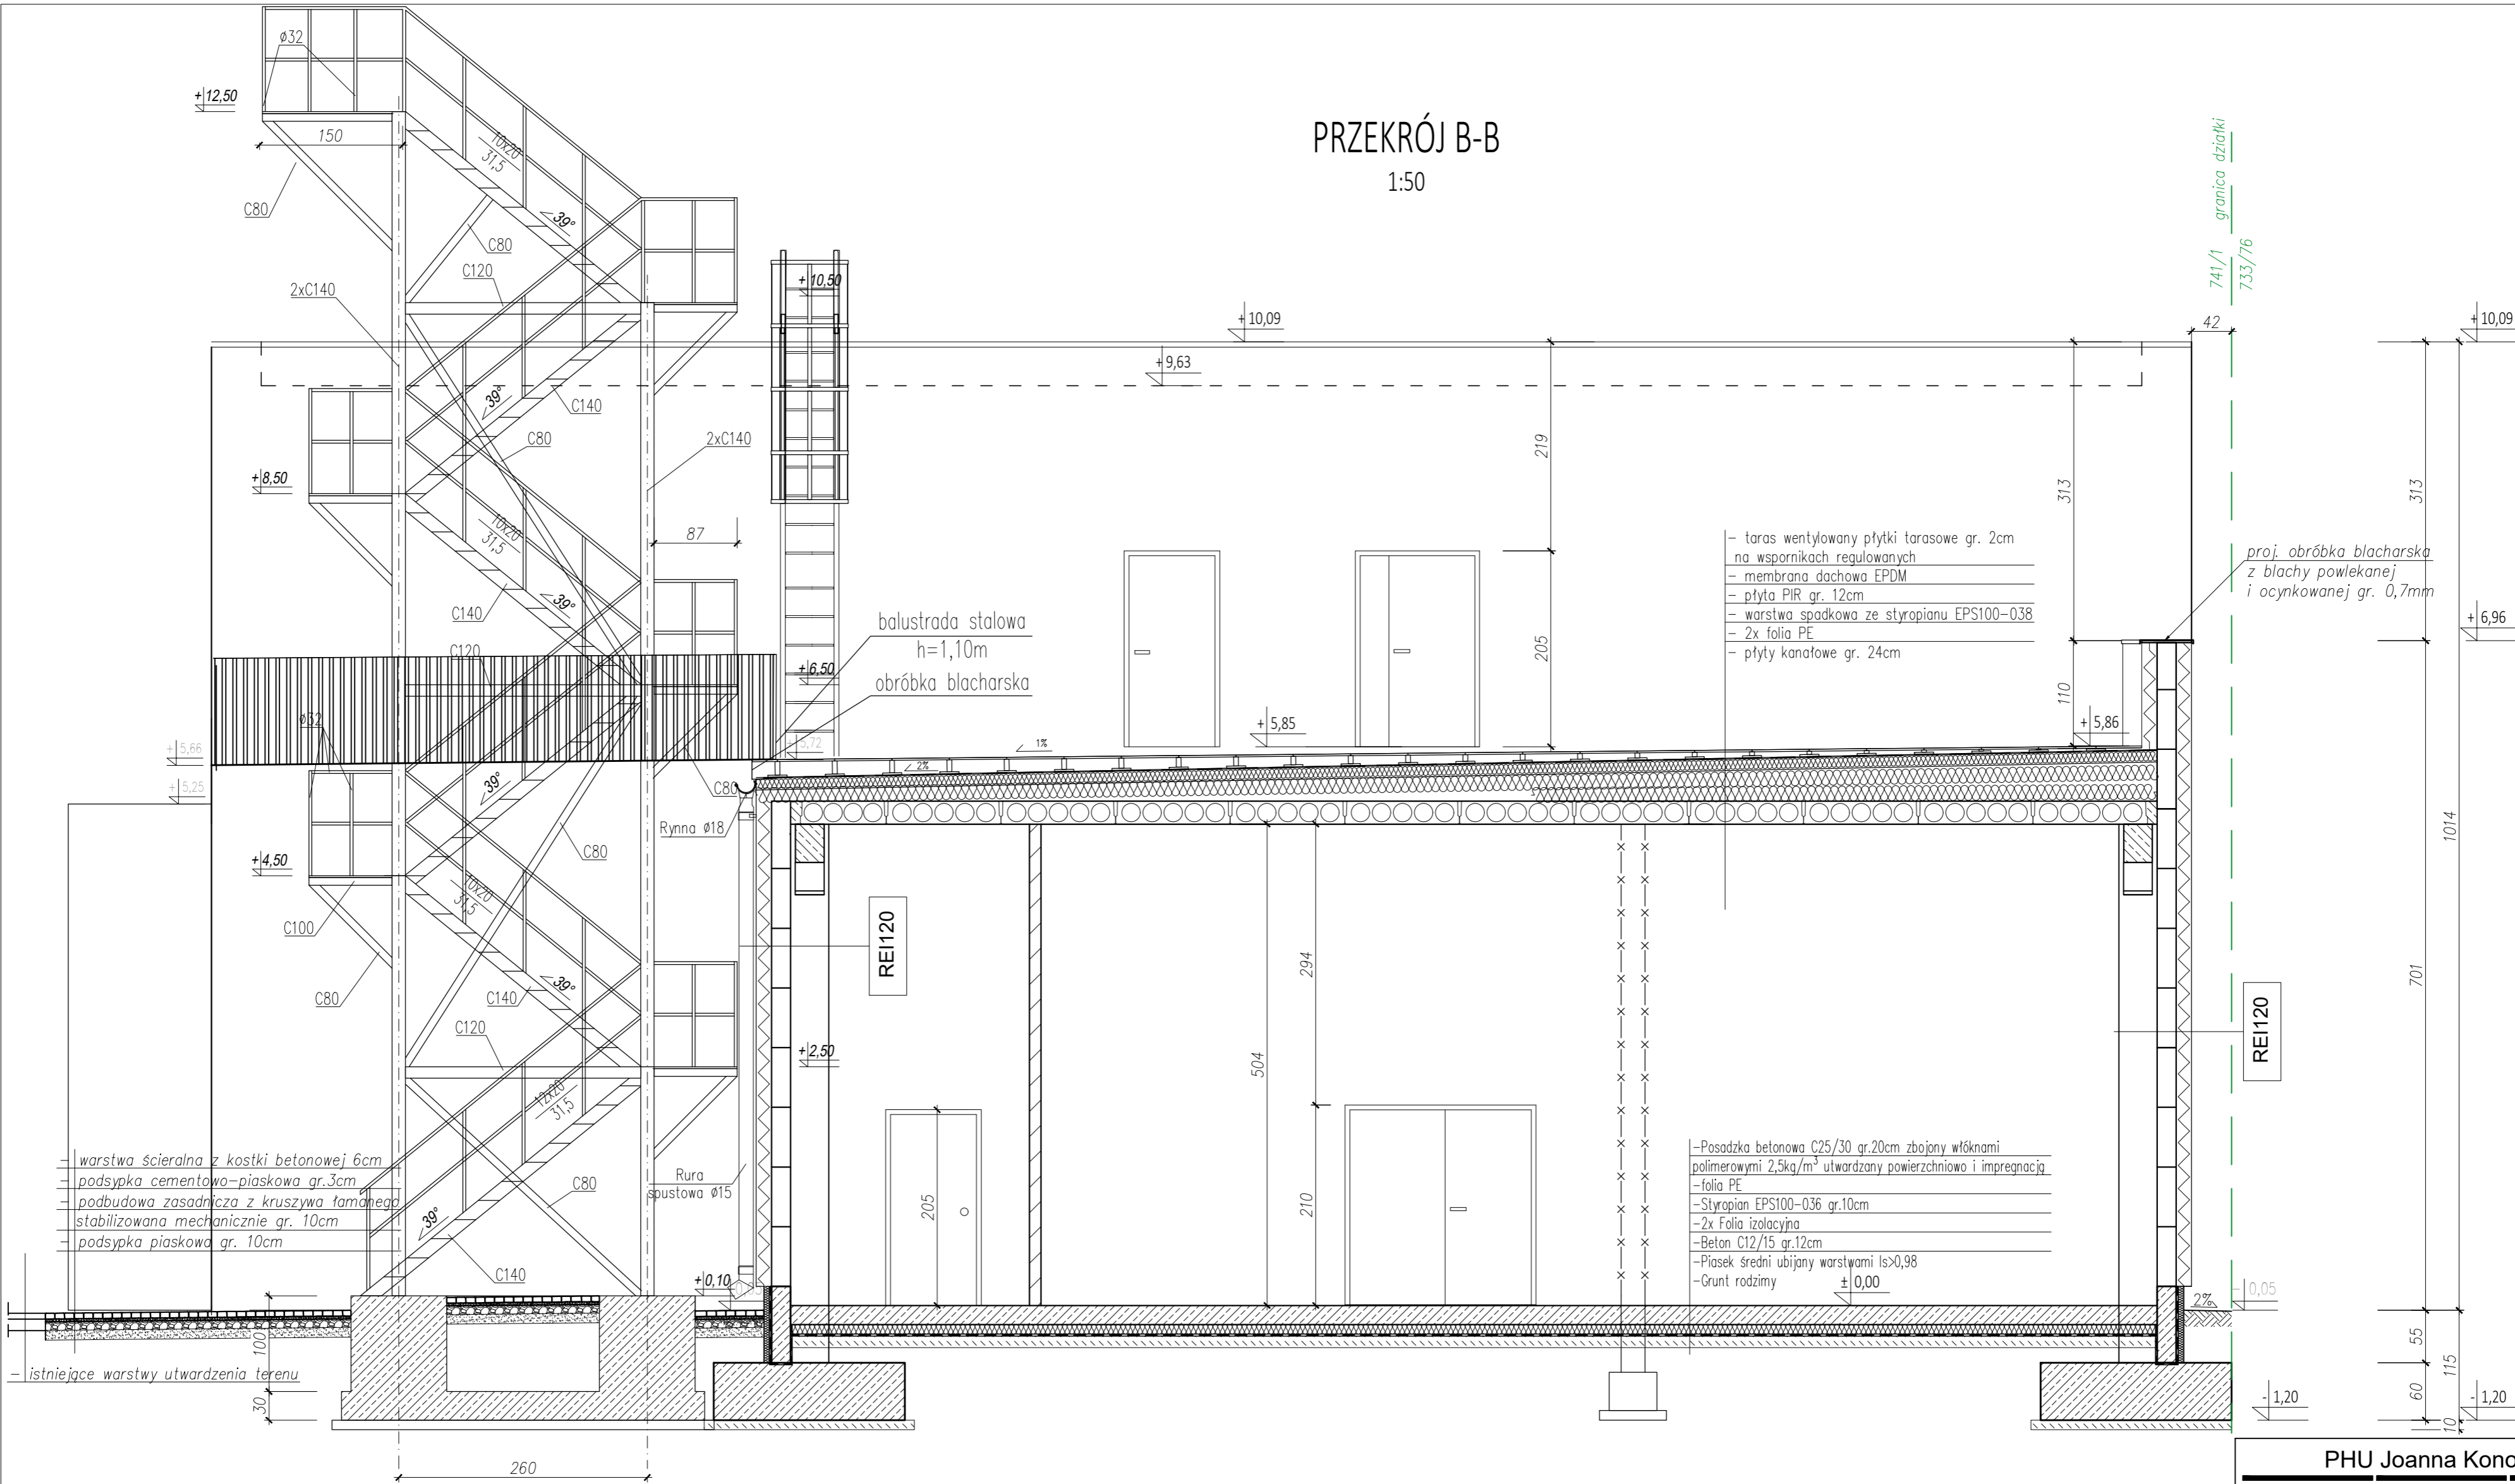 PRZEKRÓJ B-B
1:50
granica działki
741/1
733/76
ø32
+12,50
150
C80
10x20
31,5
39°
C80
C120
2xC140
+10,50
+10,09
+9,63
42
+10,09
39°
C140
C80
2xC140
+8,50
10x20
31,5
87
219
313
313
39°
C140
C120
205
110
balustrada stalowa
h=1,10m
obróbka blacharska
+6,50
- taras wentylowany płytki tarasowe gr. 2cm
na wspornikach regulowanych
- membrana dachowa EPDM
- płyta PIR gr. 12cm
- warstwa spadkowa ze styropianu EPS100-038
- 2x folia PE
- płyty kanałowe gr. 24cm
proj. obróbka blacharska
z blachy powlekanej
i ocynkowanej gr. 0,7mm
+6,96
ø32
+5,66
+5,25
5,72
+5,85
+5,86
1%
2%
39°
C80
Rynna ø18
+4,50
C80
10x20
31,5
C100
C80
39°
C140
C120
REI120
REI120
+2,50
504
294
701
1014
12x20
31,5
39°
C80
C140
Rura
spustowa ø15
205
210
- warstwa ścieralna z kostki betonowej 6cm
- podsypka cementowo-piaskowa gr.3cm
- podbudowa zasadnicza z kruszywa łamanego
stabilizowana mechanicznie gr. 10cm
- podsypka piaskowa gr. 10cm
-Posadzka betonowa C25/30 gr.20cm zbojony włóknami
polimerowymi 2,5kg/m³ utwardzany powierzchniowo i impregnacją
-folia PE
-Styropian EPS100-036 gr.10cm
-2x Folia izolacyjna
-Beton C12/15 gr.12cm
-Piasek średni ubijany warstwami Is>0,98
-Grunt rodzimy
± 0,00
+0,10
2%
- 0,05
- istniejące warstwy utwardzenia terenu
100
30
260
55
60
115
10
- 1,20
- 1,20
PHU Joanna Kono